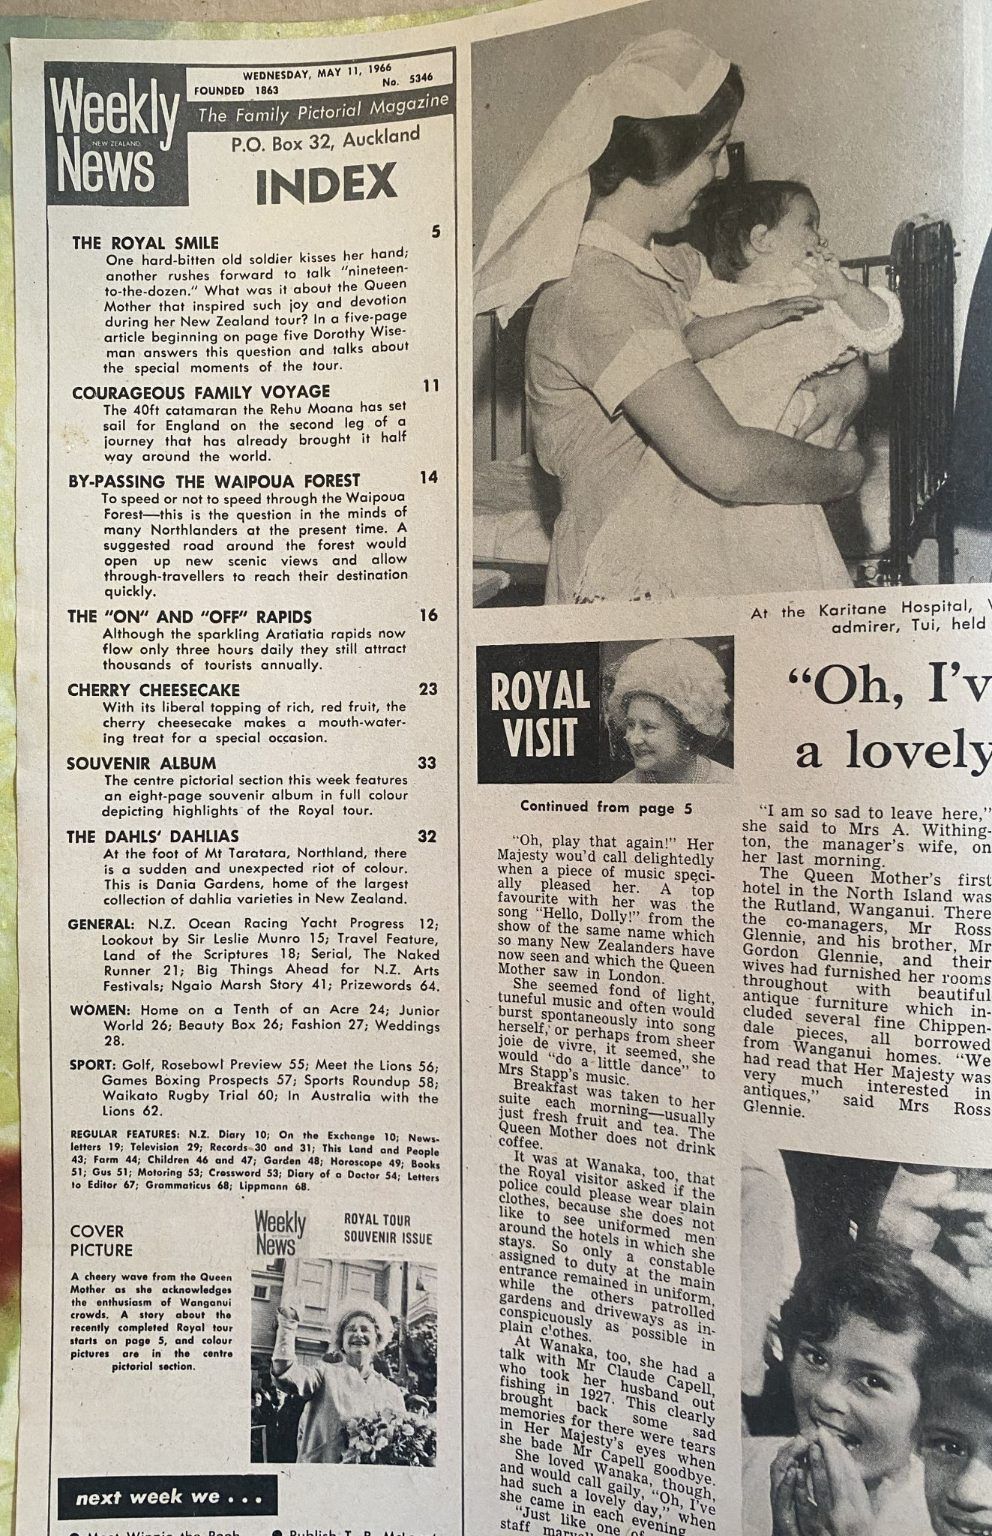 Weekly
NEW ZEALAND
News
WEDNESDAY, MAY 11, 1966
FOUNDED 1863 No. 5346
The Family Pictorial Magazine
P.O. Box 32, Auckland
INDEX
THE ROYAL SMILE 5
One hard-bitten old soldier kisses her hand;
another rushes forward to talk "nineteen-
to-the-dozen." What was it about the Queen
Mother that inspired such joy and devotion
during her New Zealand tour? In a five-page
article beginning on page five Dorothy Wise-
man answers this question and talks about
the special moments of the tour.
COURAGEOUS FAMILY VOYAGE 11
The 40ft catamaran the Rehu Moana has set
sail for England on the second leg of a
journey that has already brought it half
way around the world.
BY-PASSING THE WAIPOUA FOREST 14
To speed or not to speed through the Waipoua
Forest—this is the question in the minds of
many Northlanders at the present time. A
suggested road around the forest would
open up new scenic views and allow
through-travellers to reach their destination
quickly.
THE "ON" AND "OFF" RAPIDS 16
Although the sparkling Aratiatia rapids now
flow only three hours daily they still attract
thousands of tourists annually.
CHERRY CHEESECAKE 23
With its liberal topping of rich, red fruit, the
cherry cheesecake makes a mouth-water-
ing treat for a special occasion.
SOUVENIR ALBUM 33
The centre pictorial section this week features
an eight-page souvenir album in full colour
depicting highlights of the Royal tour.
THE DAHLS' DAHLIAS 32
At the foot of Mt Taratara, Northland, there
is a sudden and unexpected riot of colour.
This is Dania Gardens, home of the largest
collection of dahlia varieties in New Zealand.
GENERAL: N.Z. Ocean Racing Yacht Progress 12;
Lookout by Sir Leslie Munro 15; Travel Feature,
Land of the Scriptures 18; Serial, The Naked
Runner 21; Big Things Ahead for N.Z. Arts
Festivals; Ngaio Marsh Story 41; Prizewords 64.
WOMEN: Home on a Tenth of an Acre 24; Junior
World 26; Beauty Box 26; Fashion 27; Weddings
28.
SPORT: Golf, Rosebowl Preview 55; Meet the Lions 56;
Games Boxing Prospects 57; Sports Roundup 58;
Waikato Rugby Trial 60; In Australia with the
Lions 62.
REGULAR FEATURES: N.Z. Diary 10; On the Exchange 10; News-
letters 19; Television 29; Records 30 and 31; This Land and People
43; Farm 44; Children 46 and 47; Garden 48; Horoscope 49; Books
51; Gus 51; Motoring 53; Crossword 53; Diary of a Doctor 54; Letters
to Editor 67; Grammaticus 68; Lippmann 68.
COVER
PICTURE
A cheery wave from the Queen
Mother as she acknowledges
the enthusiasm of Wanganui
crowds. A story about the
recently completed Royal tour
starts on page 5, and colour
pictures are in the centre
pictorial section.
Weekly
News
ROYAL TOUR
SOUVENIR ISSUE
next week we . . .
At the Karitane Hospital,
admirer, Tui, held
ROYAL
VISIT
"Oh, I'v
a lovely
Continued from page 5
"Oh, play that again!" Her
Majesty wou'd call delightedly
when a piece of music speci-
ally pleased her. A top
favourite with her was the
song "Hello, Dolly!" from the
show of the same name which
so many New Zealanders have
now seen and which the Queen
Mother saw in London.
She seemed fond of light,
tuneful music and often would
burst spontaneously into song
herself, or perhaps from sheer
joie de vivre, it seemed, she
would "do a little dance" to
Mrs Stapp's music.
Breakfast was taken to her
suite each morning—usually
just fresh fruit and tea. The
Queen Mother does not drink
coffee.
It was at Wanaka, too, that
the Royal visitor asked if the
police could please wear plain
clothes, because she does not
like to see uniformed men
around the hotels in which she
stays. So only a constable
assigned to duty at the main
entrance remained in uniform,
while the others patrolled
gardens and driveways as in-
conspicuously as possible in
plain c'othes.
At Wanaka, too, she had a
talk with Mr Claude Capell,
who took her husband out
fishing in 1927. This clearly
brought back some sad
memories for there were tears
in Her Majesty's eyes when
she bade Mr Capell goodbye.
She loved Wanaka, though,
and would call gaily, "Oh, I've
had such a lovely day," when
she came in each evening
"Just like one of
staff
"I am so sad to leave here,"
she said to Mrs A. Withing-
ton, the manager's wife, on
her last morning.
The Queen Mother's first
hotel in the North Island was
the Rutland, Wanganui. There
the co-managers, Mr Ross
Glennie, and his brother, Mr
Gordon Glennie, and their
wives had furnished her rooms
throughout with beautiful
antique furniture which in-
cluded several fine Chippen-
dale pieces, all borrowed
from Wanganui homes. "We
had read that Her Majesty was
very much interested in
antiques," said Mrs Ross
Glennie.